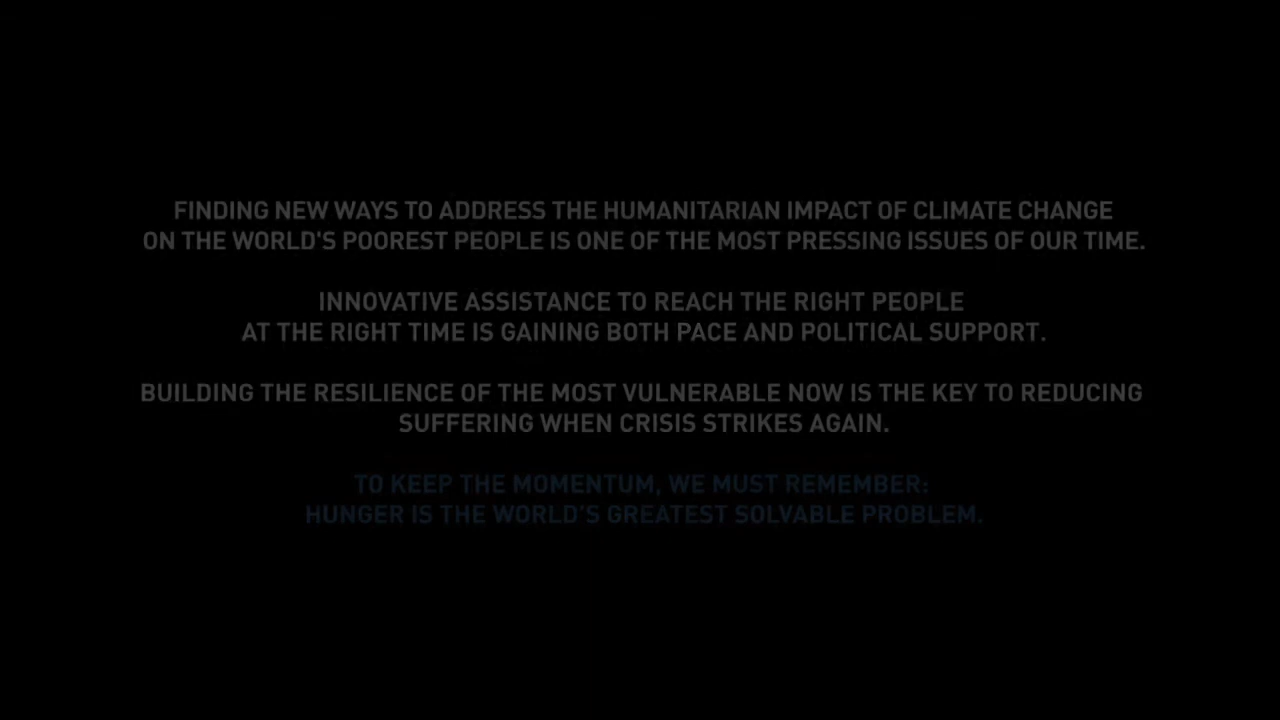 FINDING NEW WAYS TO ADDRESS THE HUMANITARIAN IMPACT OF CLIMATE CHANGE
ON THE WORLD'S POOREST PEOPLE IS ONE OF THE MOST PRESSING ISSUES OF OUR TIME.
INNOVATIVE ASSISTANCE TO REACH THE RIGHT PEOPLE
AT THE RIGHT TIME IS GAINING BOTH PACE AND POLITICAL SUPPORT.
BUILDING THE RESILIENCE OF THE MOST VULNERABLE NOW IS THE KEY TO REDUCING
SUFFERING WHEN CRISIS STRIKES AGAIN.
TO KEEP THE MOMENTUM, WE MUST REMEMBER:
HUNGER IS THE WORLD'S GREATEST SOLVABLE PROBLEM.